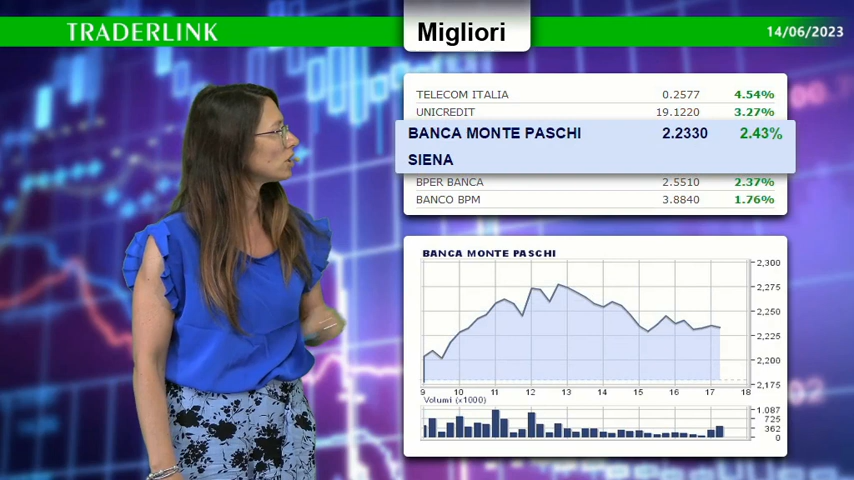 TRADERLINK
Migliori
14/06/2023
TELECOM ITALIA 0.2577 4.54%
UNICREDIT 19.1220 3.27%
BANCA MONTE PASCHI 2.2330 2.43%
SIENA
BPER BANCA 2.5510 2.37%
BANCO BPM 3.8840 1.76%
BANCA MONTE PASCHI
2,300
2,275
2,250
2,225
2,200
2,175
9 10 11 12 13 14 15 16 17 18
Volumi (x1000)
1.087
725
362
0